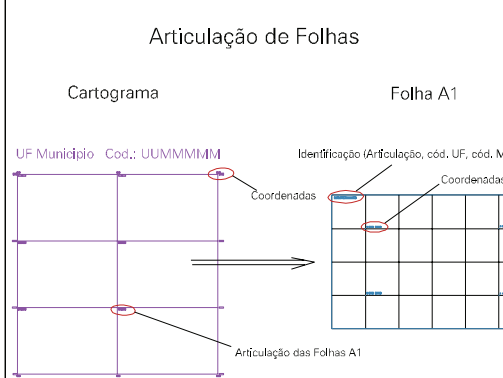 Articulação de Folhas
Cartograma
Folha A1
UF Municipio Cod.: UUMMMMM
Identificação (Articulação, cód. UF, cód. M
Coordenadas
Coordenadas
Articulação das Folhas A1